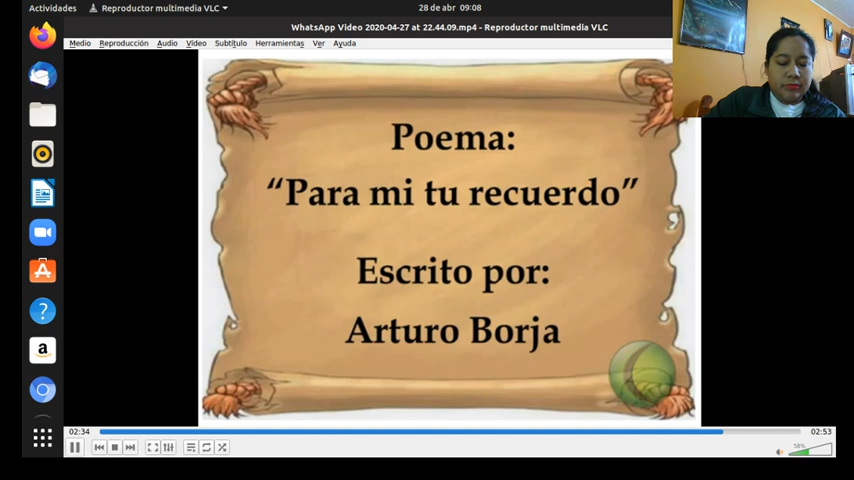 Actividades
Reproductor multimedia VLC
28 de abr 09:08
WhatsApp Video 2020-04-27 at 22.44.09.mp4 - Reproductor multimedia VLC
Medio Reproducción Audio Vídeo Subtítulo Herramientas Ver Ayuda
Poema:
“Para mi tu recuerdo”
Escrito por:
Arturo Borja
02:34
02:53
58%